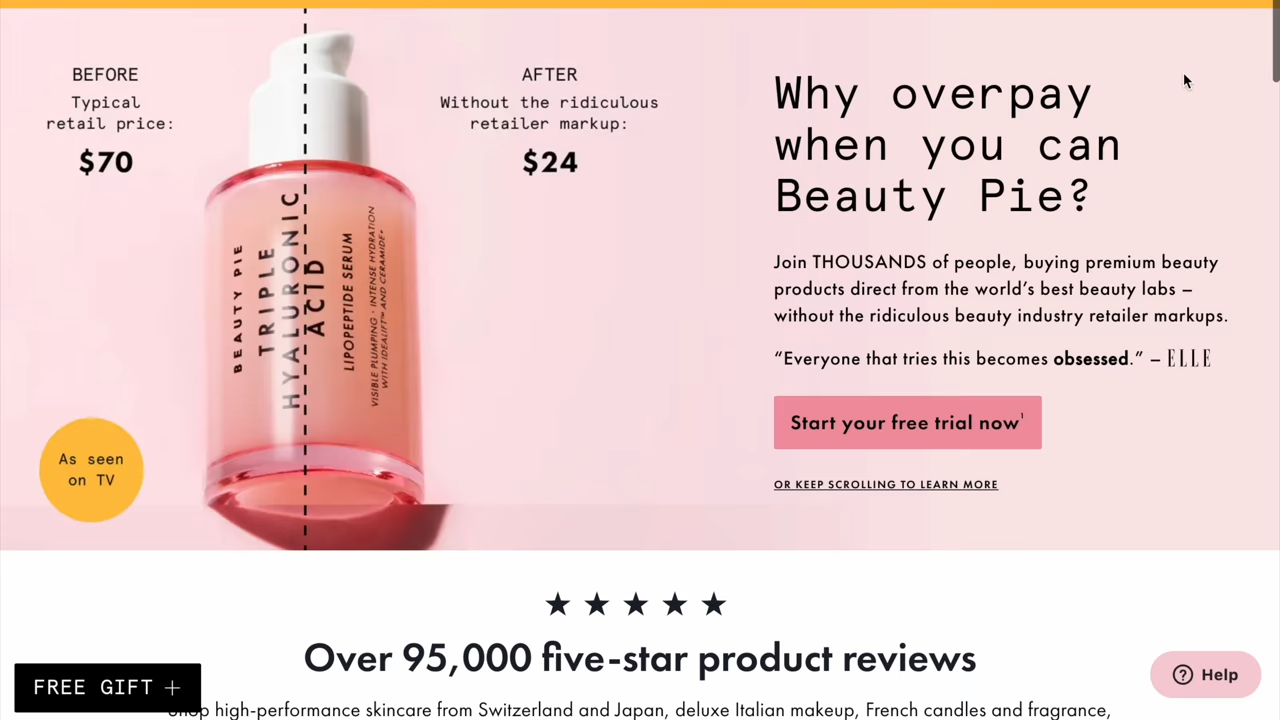 BEFORE
Typical
retail price:
$70
AFTER
Without the ridiculous
retailer markup:
$24
BEAUTY PIE
TRIPLE
HYALURONIC
ACID
LIPOPEPTIDE SERUM
VISIBLE PLUMPING · INTENSE HYDRATION
WITH IDEALIFT™ AND CERAMIDE+
As seen
on TV
Why overpay
when you can
Beauty Pie?
Join THOUSANDS of people, buying premium beauty
products direct from the world’s best beauty labs –
without the ridiculous beauty industry retailer markups.
“Everyone that tries this becomes obsessed.” – ELLE
Start your free trial now¹
OR KEEP SCROLLING TO LEARN MORE
★ ★ ★ ★ ★
Over 95,000 five-star product reviews
Shop high-performance skincare from Switzerland and Japan, deluxe Italian makeup, French candles and fragrance,
FREE GIFT +
? Help